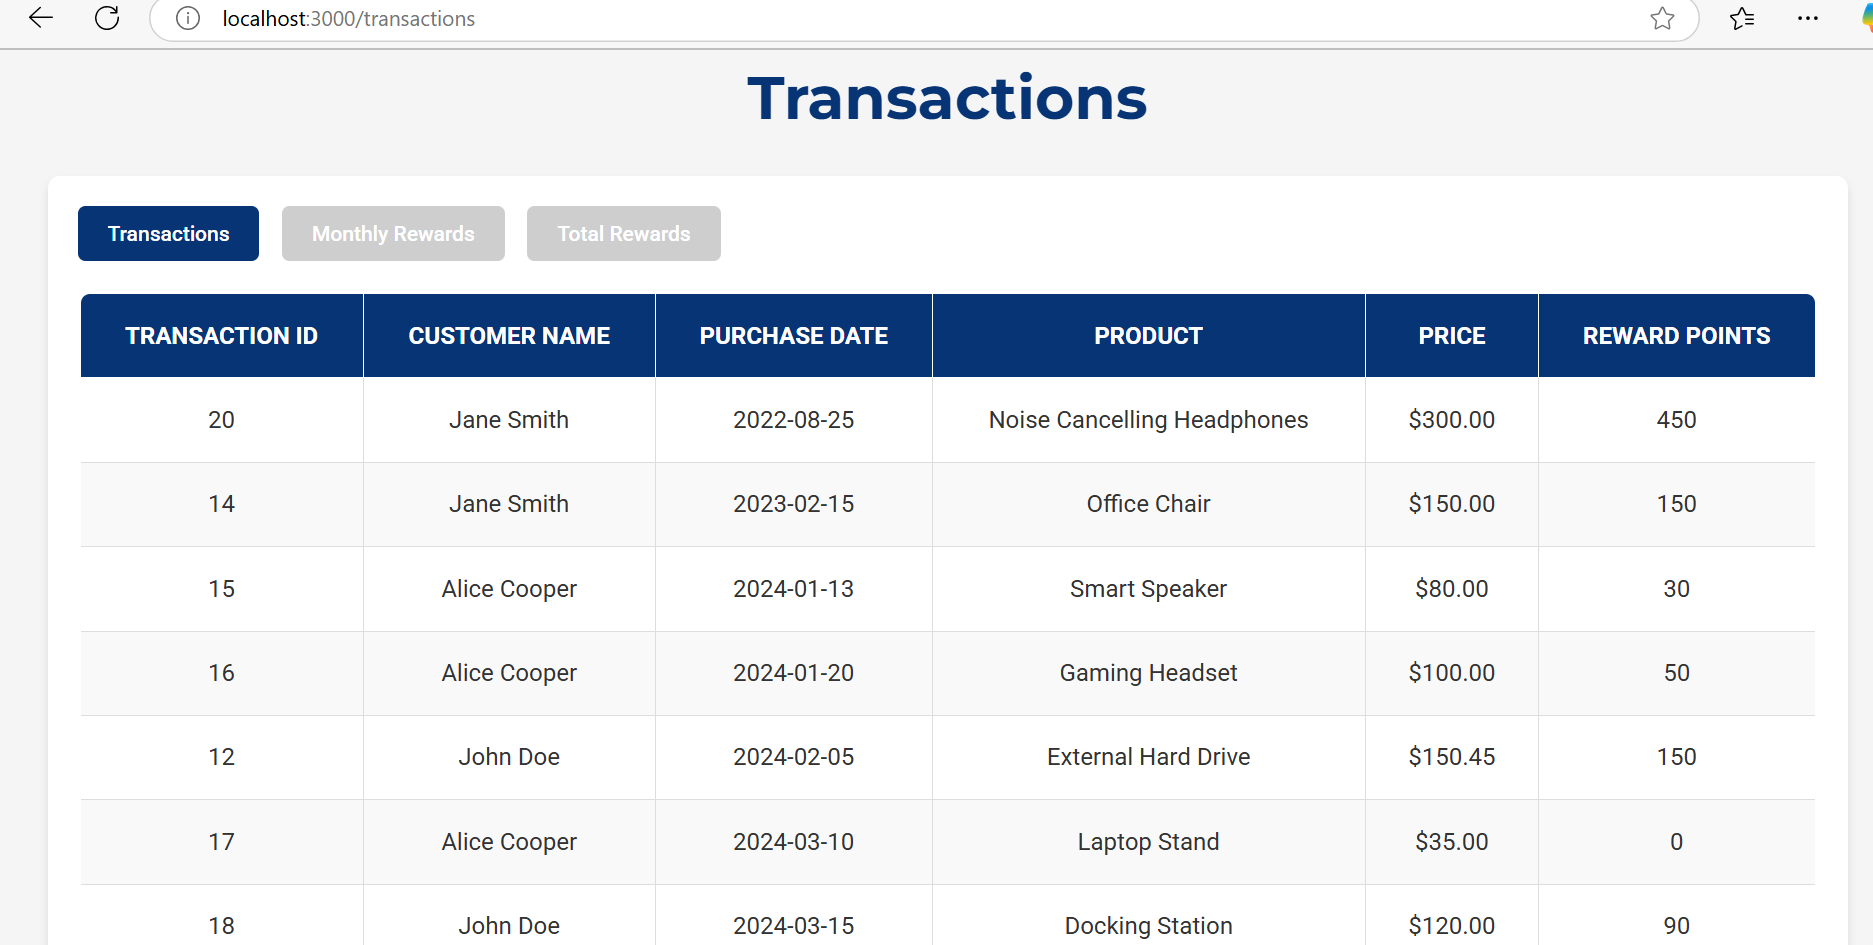 localhost:3000/transactions
Transactions
Transactions Monthly Rewards Total Rewards
TRANSACTION ID CUSTOMER NAME PURCHASE DATE PRODUCT PRICE REWARD POINTS
20 Jane Smith 2022-08-25 Noise Cancelling Headphones $300.00 450
14 Jane Smith 2023-02-15 Office Chair $150.00 150
15 Alice Cooper 2024-01-13 Smart Speaker $80.00 30
16 Alice Cooper 2024-01-20 Gaming Headset $100.00 50
12 John Doe 2024-02-05 External Hard Drive $150.45 150
17 Alice Cooper 2024-03-10 Laptop Stand $35.00 0
18 John Doe 2024-03-15 Docking Station $120.00 90